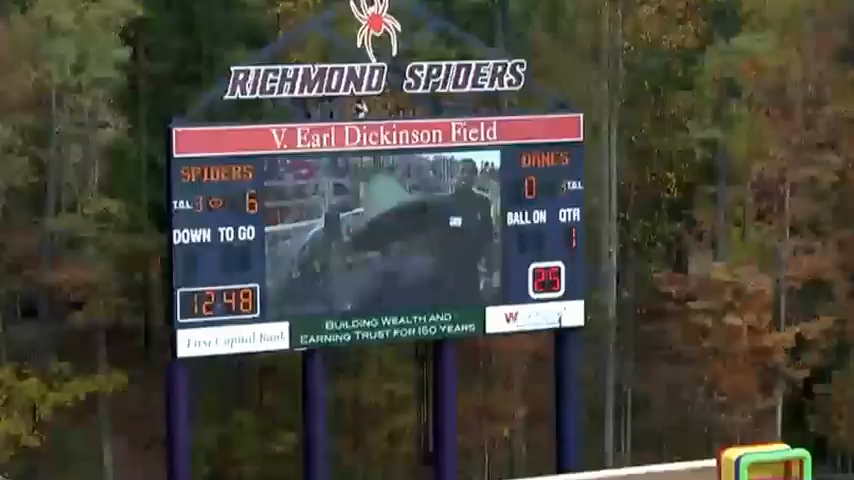 RICHMOND SPIDERS
V. EARL DICKINSON FIELD
SPIDERS
DANES
T.O.L 3 6
0 T.O.L
DOWN TO GO
BALL ON QTR
1
12:48
25
First Capital Bank
BUILDING WEALTH AND
EARNING TRUST FOR 150 YEARS
W